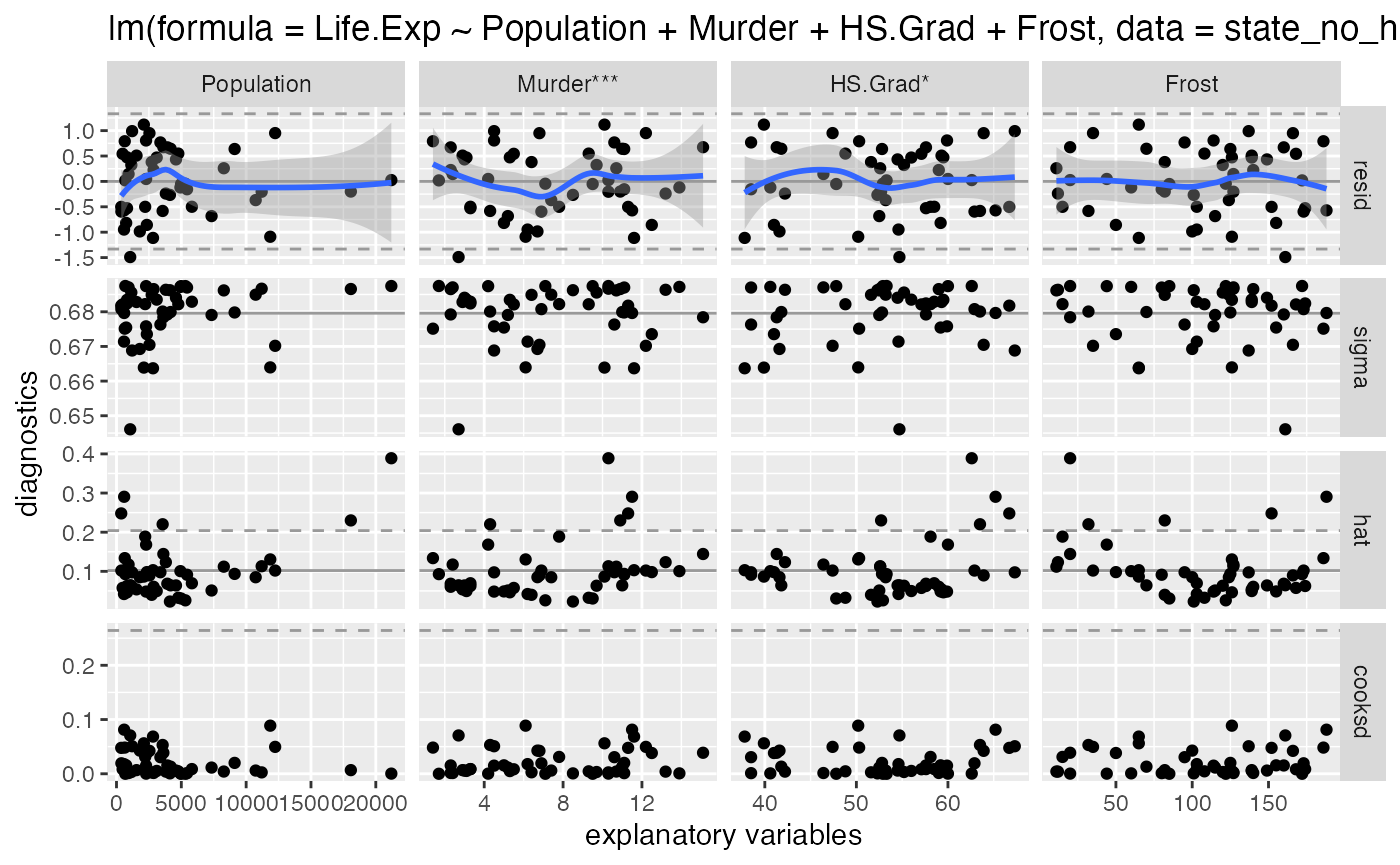 lm(formula = Life.Exp ~ Population + Murder + HS.Grad + Frost, data = state_no_h
Population Murder*** HS.Grad* Frost
1.0
0.5
0.0
-0.5
-1.0
-1.5
resid
0.68
0.67
0.66
0.65
sigma
0.4
0.3
0.2
0.1
hat
0.2
0.1
0.0
cooksd
diagnostics
0 5000 10000 15000 20000 4 8 12 40 50 60 50 100 150
explanatory variables